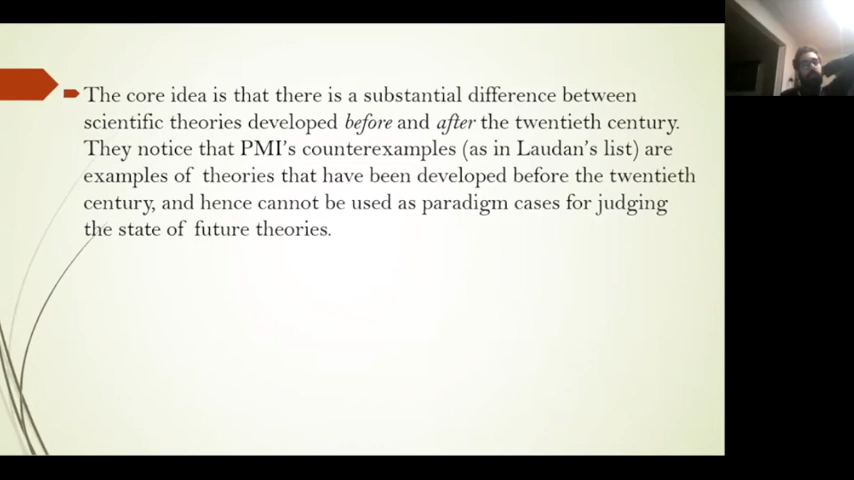 The core idea is that there is a substantial difference between
scientific theories developed before and after the twentieth century.
They notice that PMI's counterexamples (as in Laudan's list) are
examples of theories that have been developed before the twentieth
century, and hence cannot be used as paradigm cases for judging
the state of future theories.